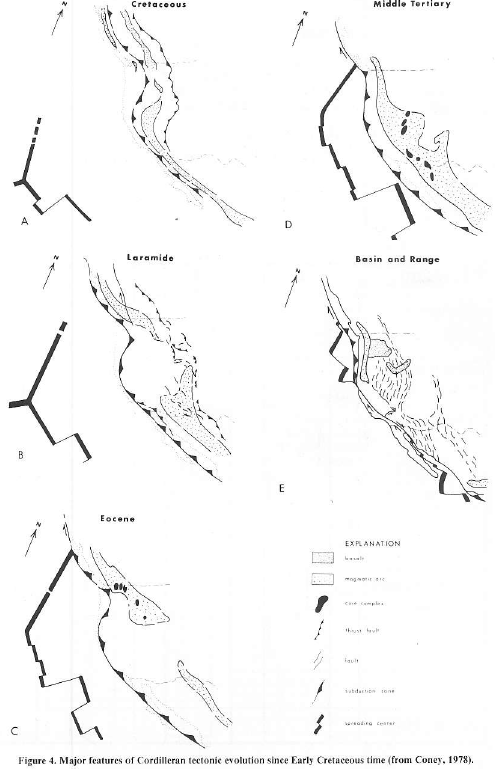 Cretaceous
N
A
Middle Tertiary
N
D
Laramide
N
B
Basin and Range
N
E
Eocene
N
C
EXPLANATION
basalt
magmatic arc
core complex
thrust fault
fault
subduction zone
spreading center
Figure 4. Major features of Cordilleran tectonic evolution since Early Cretaceous time (from Coney, 1978).